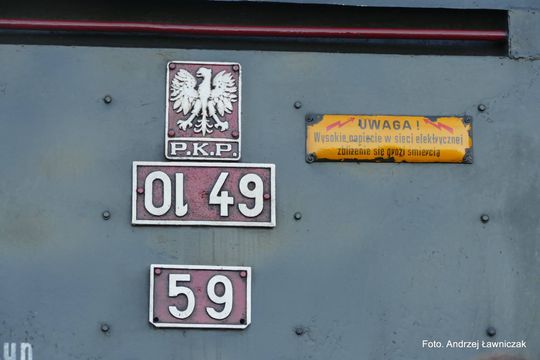 P.K.P.
Ol 49
59
UWAGA!
Wysokie napięcie w sieci elektrycznej
zbliżenie się grozi śmiercią
Foto. Andrzej Ławniczak